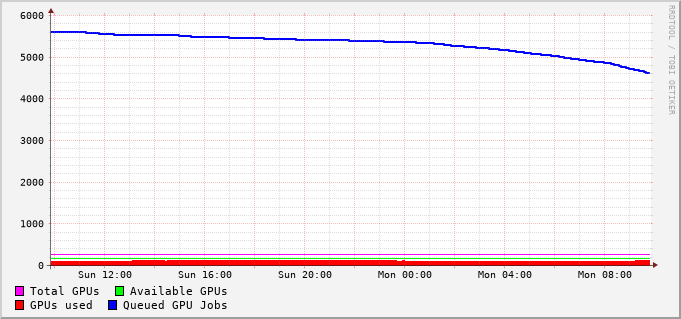 6000
5000
4000
3000
2000
1000
0
Sun 12:00 Sun 16:00 Sun 20:00 Mon 00:00 Mon 04:00 Mon 08:00
Total GPUs Available GPUs
GPUs used Queued GPU Jobs
RRDTOOL / TOBI OETIKER